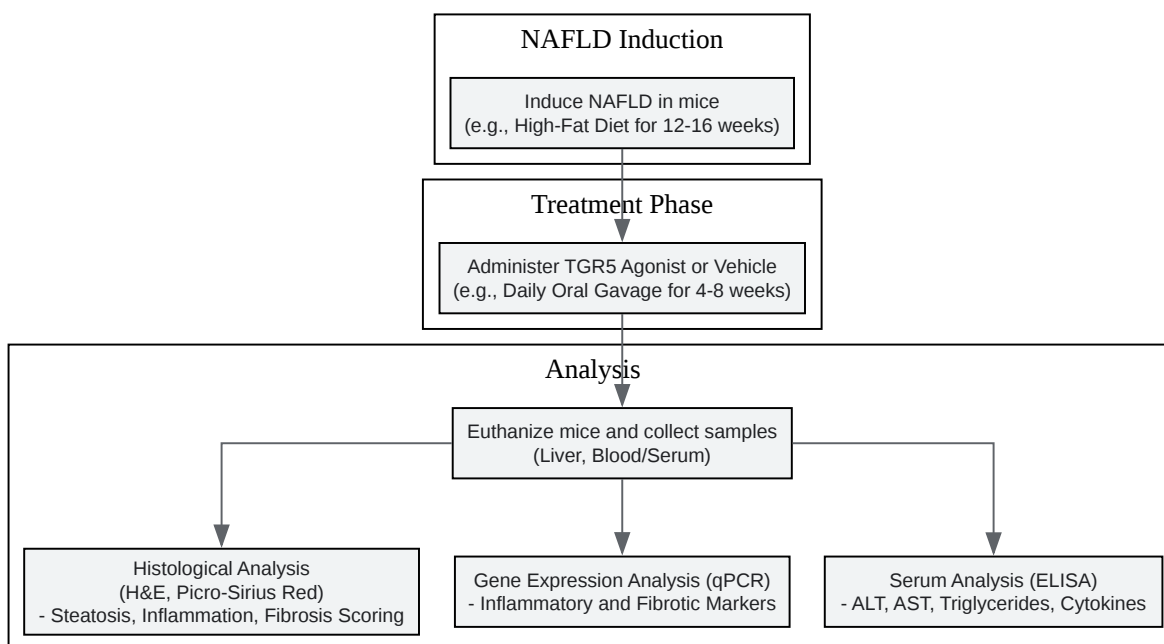 NAFLD Induction
Induce NAFLD in mice
(e.g., High-Fat Diet for 12-16 weeks)
Treatment Phase
Administer TGR5 Agonist or Vehicle
(e.g., Daily Oral Gavage for 4-8 weeks)
Analysis
Euthanize mice and collect samples
(Liver, Blood/Serum)
Histological Analysis
(H&E, Picro-Sirius Red)
- Steatosis, Inflammation, Fibrosis Scoring
Gene Expression Analysis (qPCR)
- Inflammatory and Fibrotic Markers
Serum Analysis (ELISA)
- ALT, AST, Triglycerides, Cytokines